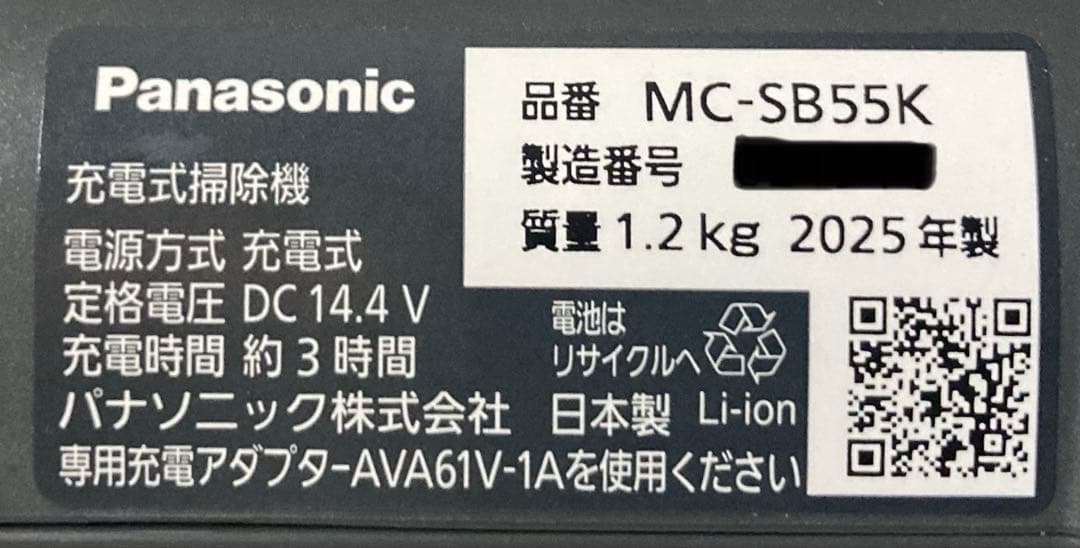 Panasonic
品番 MC-SB55K
製造番号
質量 1.2 kg 2025 年製
充電式掃除機
電源方式 充電式
定格電圧 DC 14.4 V
充電時間 約 3 時間
電池は
リサイクルへ
パナソニック株式会社 日本製 Li-ion
専用充電アダプターAVA61V-1Aを使用ください